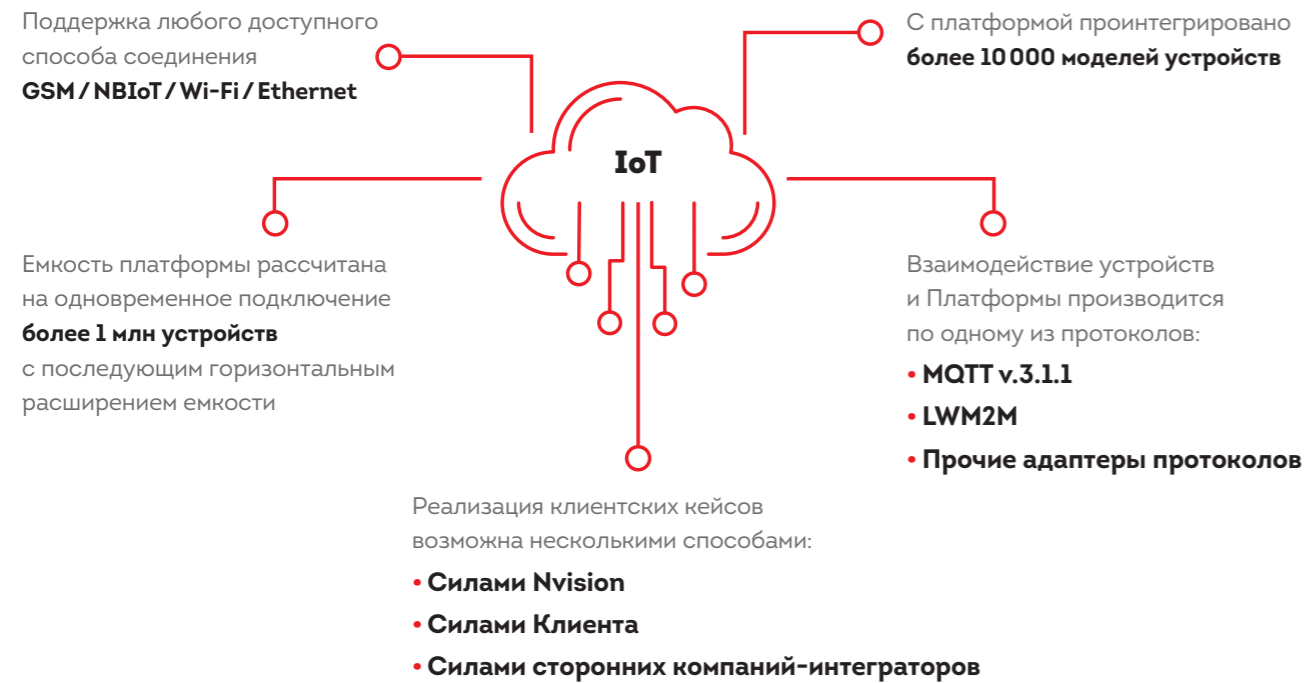 Поддержка любого доступного
способа соединения
GSM / NBIoT / Wi-Fi / Ethernet
С платформой проинтегрировано
более 10 000 моделей устройств
IoT
Емкость платформы рассчитана
на одновременное подключение
более 1 млн устройств
с последующим горизонтальным
расширением емкости
Взаимодействие устройств
и Платформы производится
по одному из протоколов:
• MQTT v.3.1.1
• LWM2M
• Прочие адаптеры протоколов
Реализация клиентских кейсов
возможна несколькими способами:
• Силами Nvision
• Силами Клиента
• Силами сторонних компаний-интеграторов